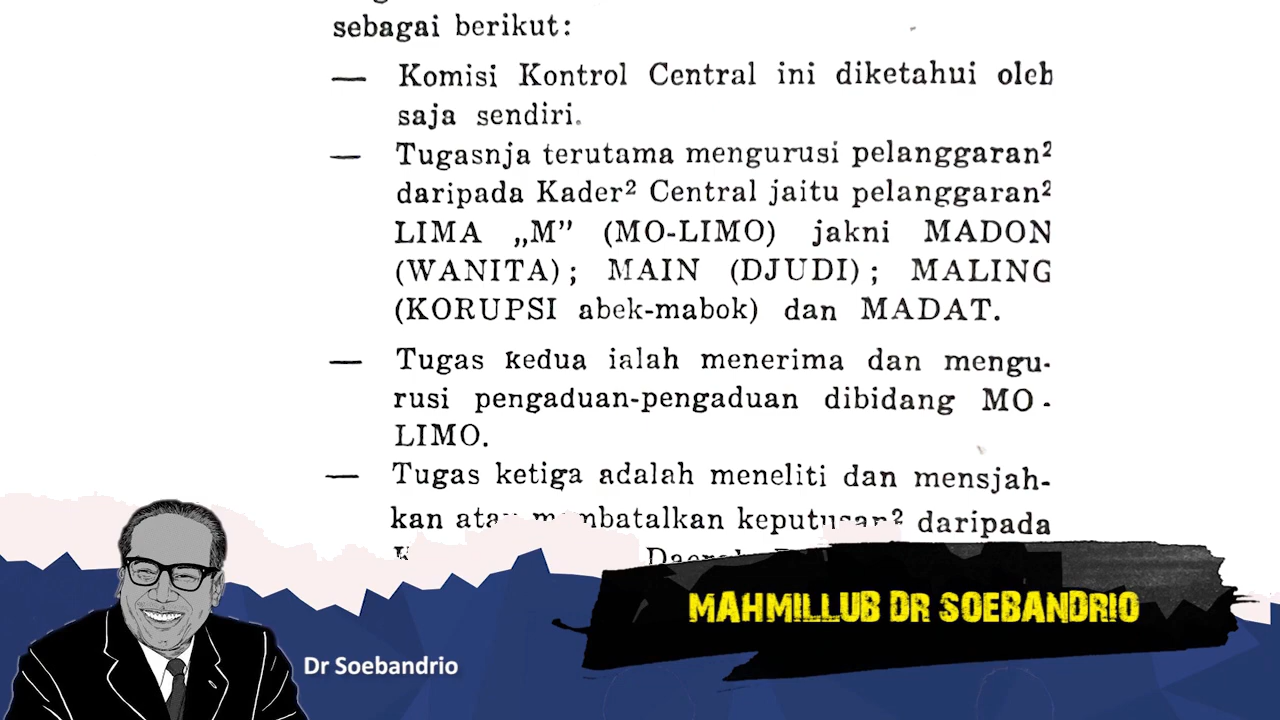 sebagai berikut:
— Komisi Kontrol Central ini diketahui oleh
saja sendiri.
— Tugasnja terutama mengurusi pelanggaran²
daripada Kader² Central jaitu pelanggaran²
LIMA „M” (MO-LIMO) jakni MADON
(WANITA); MAIN (DJUDI); MALING
(KORUPSI abek-mabok) dan MADAT.
— Tugas kedua ialah menerima dan mengu-
rusi pengaduan-pengaduan dibidang MO-
LIMO.
— Tugas ketiga adalah meneliti dan mensjah-
kan atau membatalkan keputusan² daripada
MAHMILLUB DR SOEBANDRIO
Dr Soebandrio